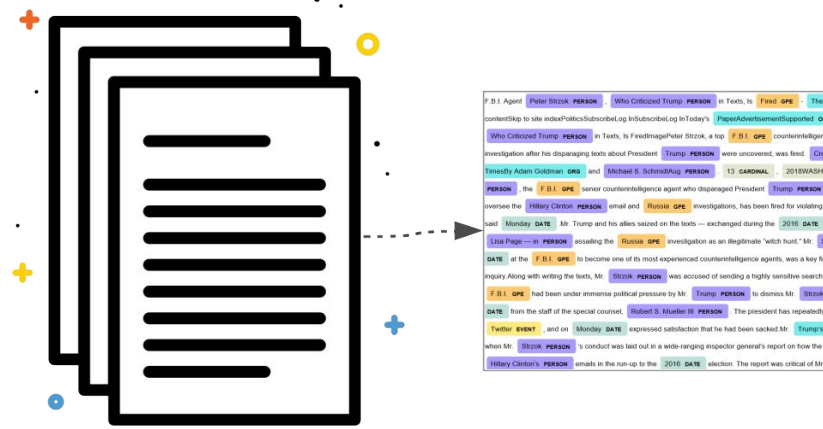 F.B.I. Agent Peter Strzok PERSON , Who Criticized Trump PERSON in Texts, Is Fired GPE - The
contentSkip to site indexPoliticsSubscribeLog InSubscribeLog InToday's PaperAdvertisementSupported O
Who Criticized Trump PERSON in Texts, Is FiredImagePeter Strzok, a top F.B.I. GPE counterintelliger
investigation after his disparaging texts about President Trump PERSON were uncovered, was fired. Cre
TimesBy Adam Goldman ORG and Michael S. SchmidtAug PERSON . 13 CARDINAL , 2018WASH
PERSON , the F.B.I. GPE senior counterintelligence agent who disparaged President Trump PERSON
oversee the Hillary Clinton PERSON email and Russia GPE investigations, has been fired for violating
said Monday DATE .Mr. Trump and his allies seized on the texts — exchanged during the 2016 DATE
Lisa Page — in PERSON assailing the Russia GPE investigation as an illegitimate "witch hunt." Mr. S
DATE at the F.B.I. GPE to become one of its most experienced counterintelligence agents, was a key fi
inquiry.Along with writing the texts, Mr. Strzok PERSON was accused of sending a highly sensitive search
F.B.I. GPE had been under immense political pressure by Mr. Trump PERSON to dismiss Mr. Strzok
DATE from the staff of the special counsel, Robert S. Mueller III PERSON . The president has repeatedly
Twitter EVENT , and on Monday DATE expressed satisfaction that he had been sacked.Mr. Trump's
when Mr. Strzok PERSON 's conduct was laid out in a wide-ranging inspector general's report on how the
Hillary Clinton's PERSON emails in the run-up to the 2016 DATE election. The report was critical of Mr